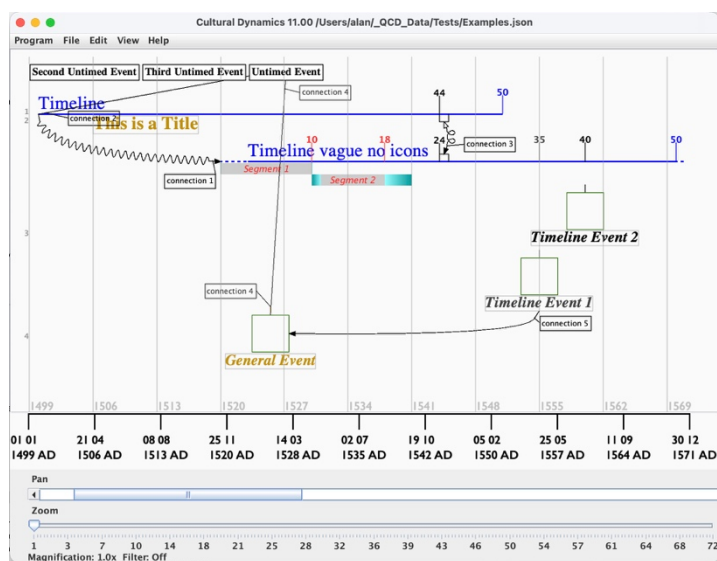 Cultural Dynamics 11.00 /Users/alan/_QCD_Data/Tests/Examples.json
Program File Edit View Help
Second Untimed Event Third Untimed Event Untimed Event
connection 4
44 50
1 Timeline
2 connection 2 This is a Title
10 18 24 35 40 50
connection 3
Timeline vague no icons
connection 1 Segment 1
Segment 2
3 Timeline Event 2
connection 4 Timeline Event 1
connection 5
4
General Event
1499 1506 1513 1520 1527 1534 1541 1548 1555 1562 1569
01 01 21 04 08 08 25 11 14 03 02 07 19 10 05 02 25 05 11 09 30 12
1499 AD 1506 AD 1513 AD 1520 AD 1528 AD 1535 AD 1542 AD 1550 AD 1557 AD 1564 AD 1571 AD
Pan
Zoom
1 3 7 11 14 18 21 25 28 32 36 39 43 46 50 54 57 61 64 68 72
Magnification: 1.0x Filter: Off